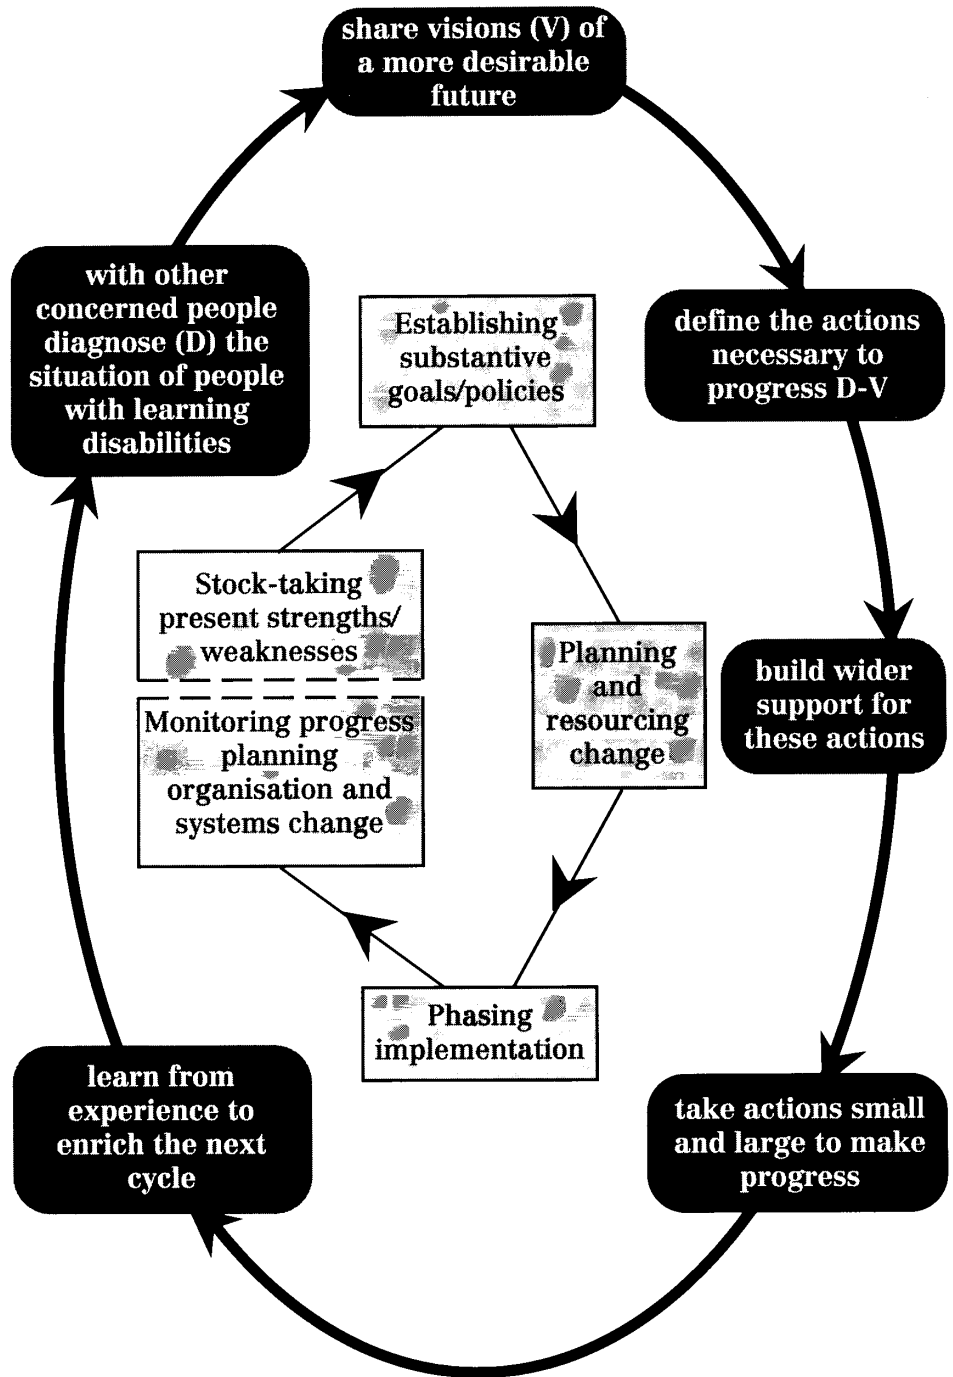 share visions (V) of
a more desirable
future
with other
concerned people
diagnose (D) the
situation of people
with learning
disabilities
define the actions
necessary to
progress D-V
Establishing
substantive
goals/policies
Stock-taking
present strengths/
weaknesses
Planning
and
resourcing
change
build wider
support for
these actions
Monitoring progress
planning
organisation and
systems change
Phasing
implementation
learn from
experience to
enrich the next
cycle
take actions small
and large to make
progress